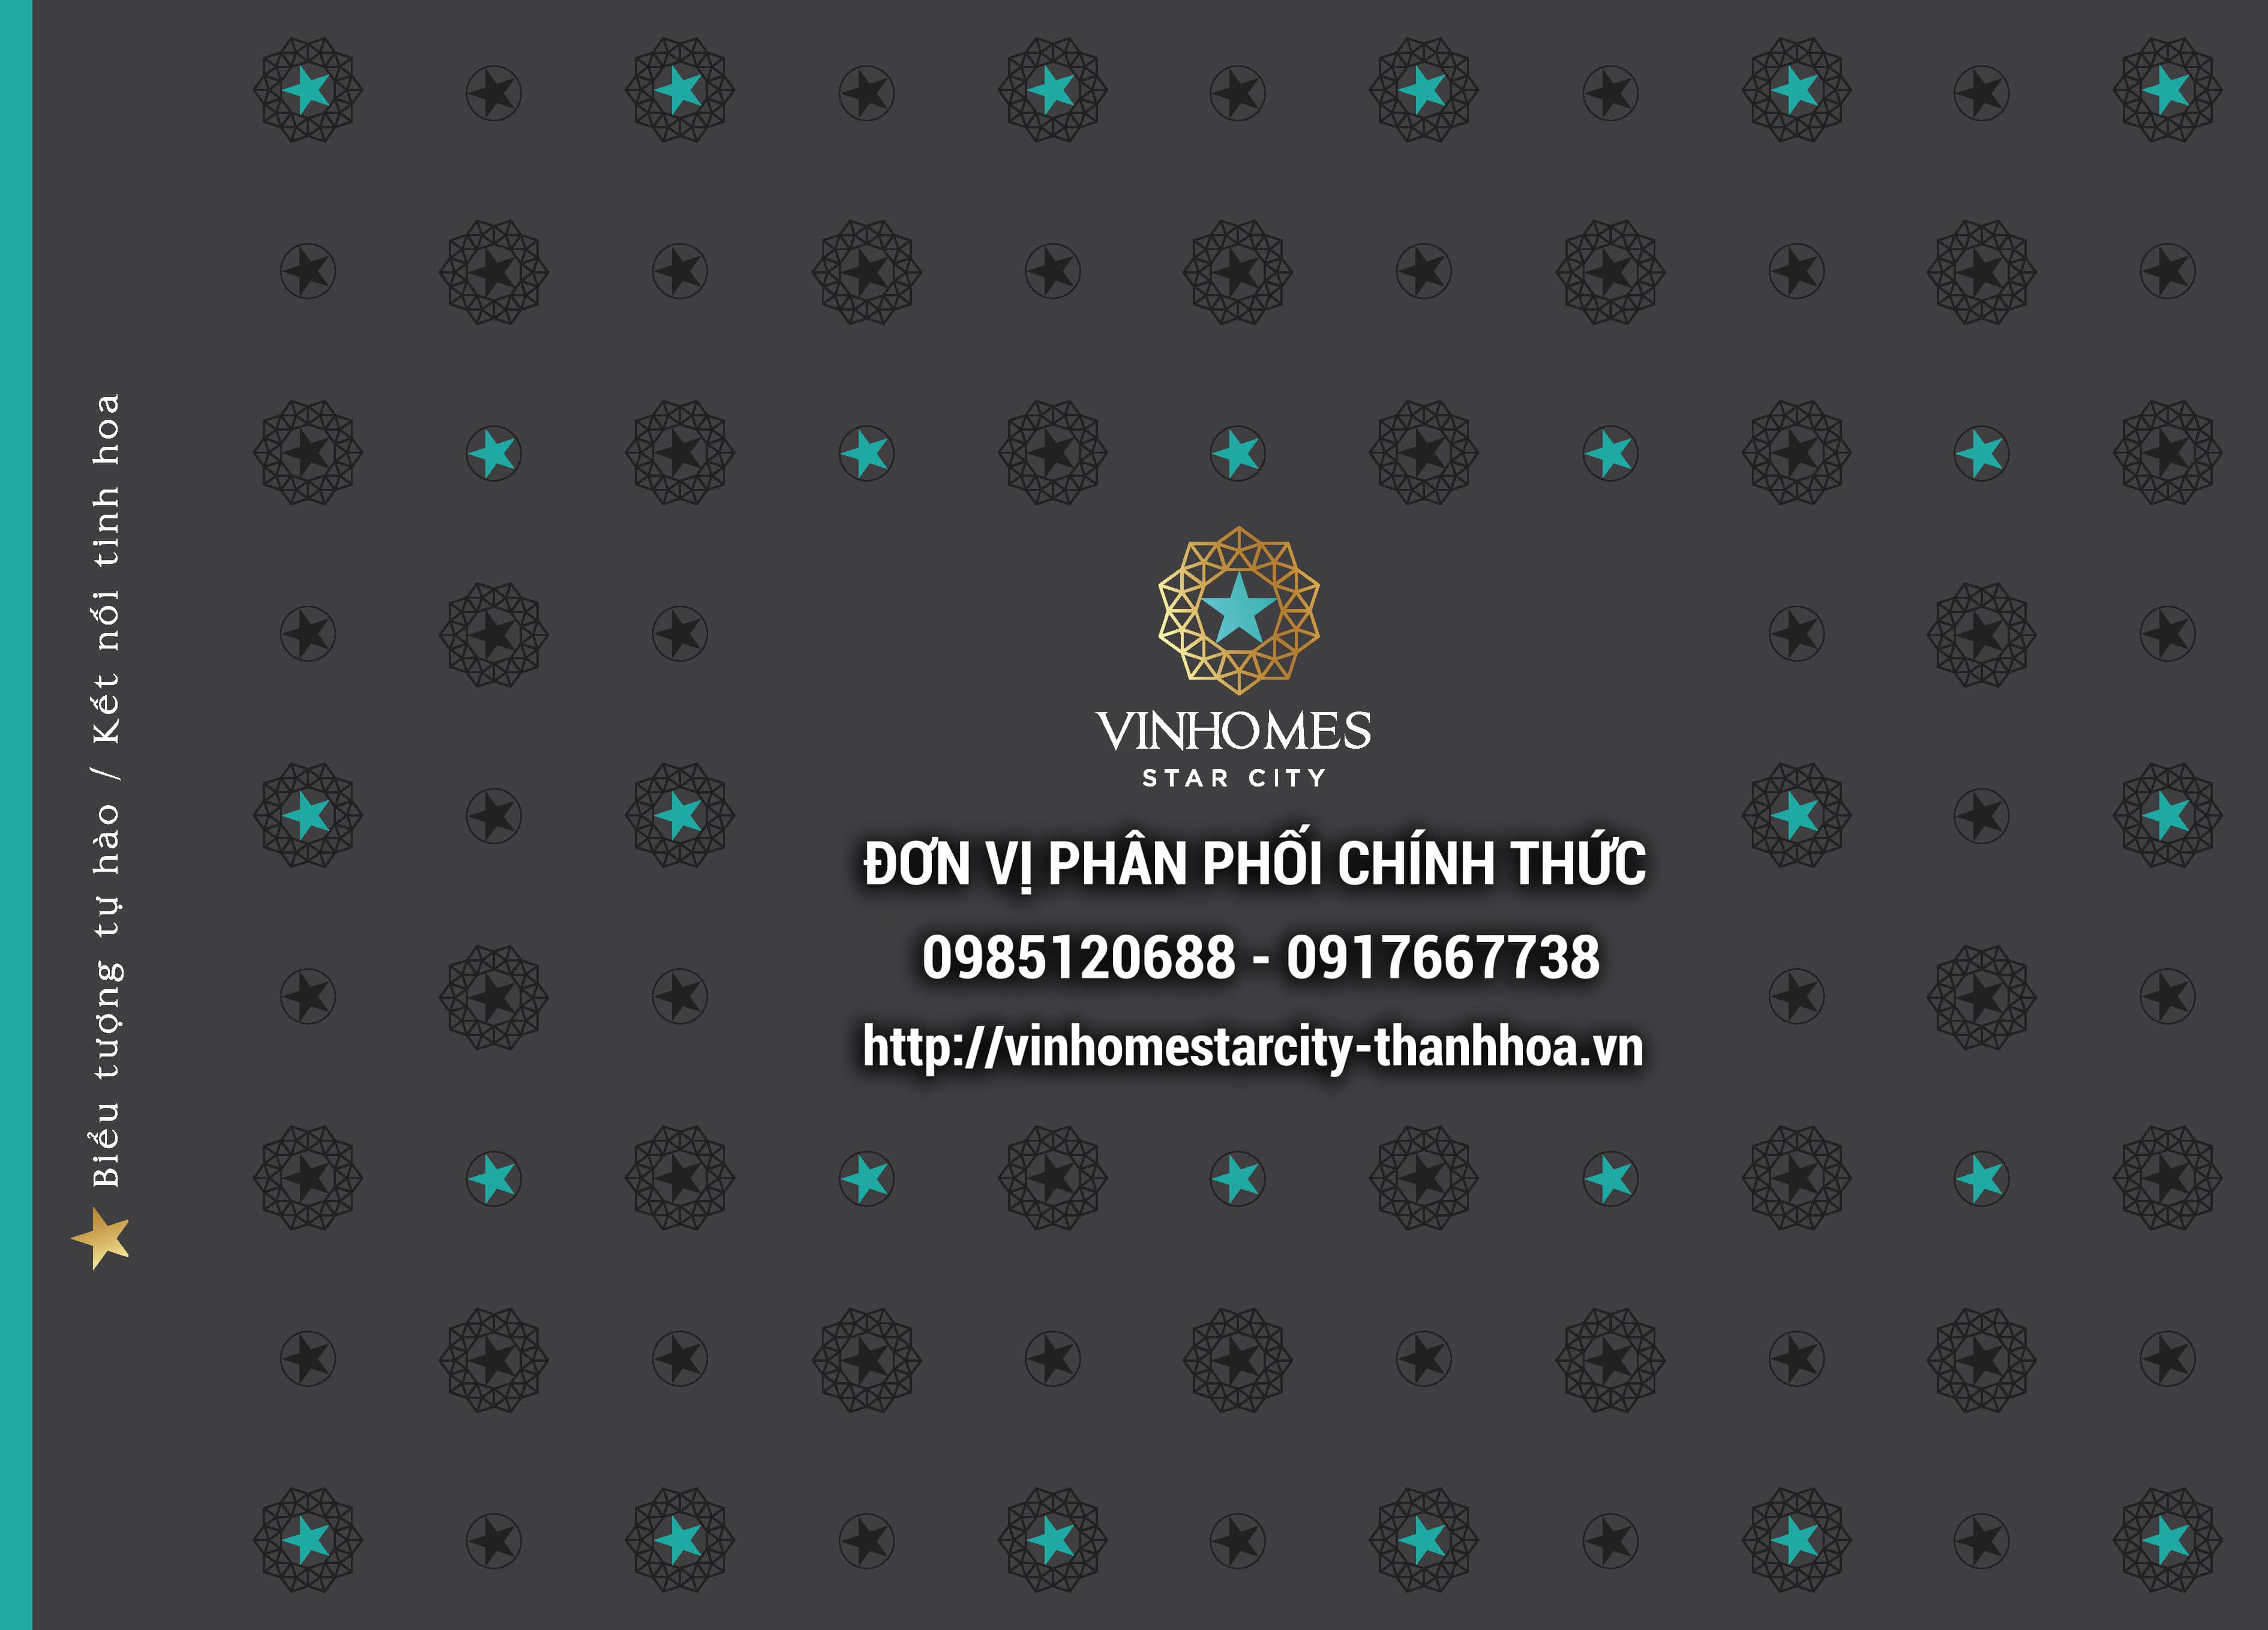 Biểu tượng tự hào / Kết nối tinh hoa
VINHOMES
STAR CITY
ĐƠN VỊ PHÂN PHỐI CHÍNH THỨC
0985120688 - 0917667738
http://vinhomestarcity-thanhhoa.vn